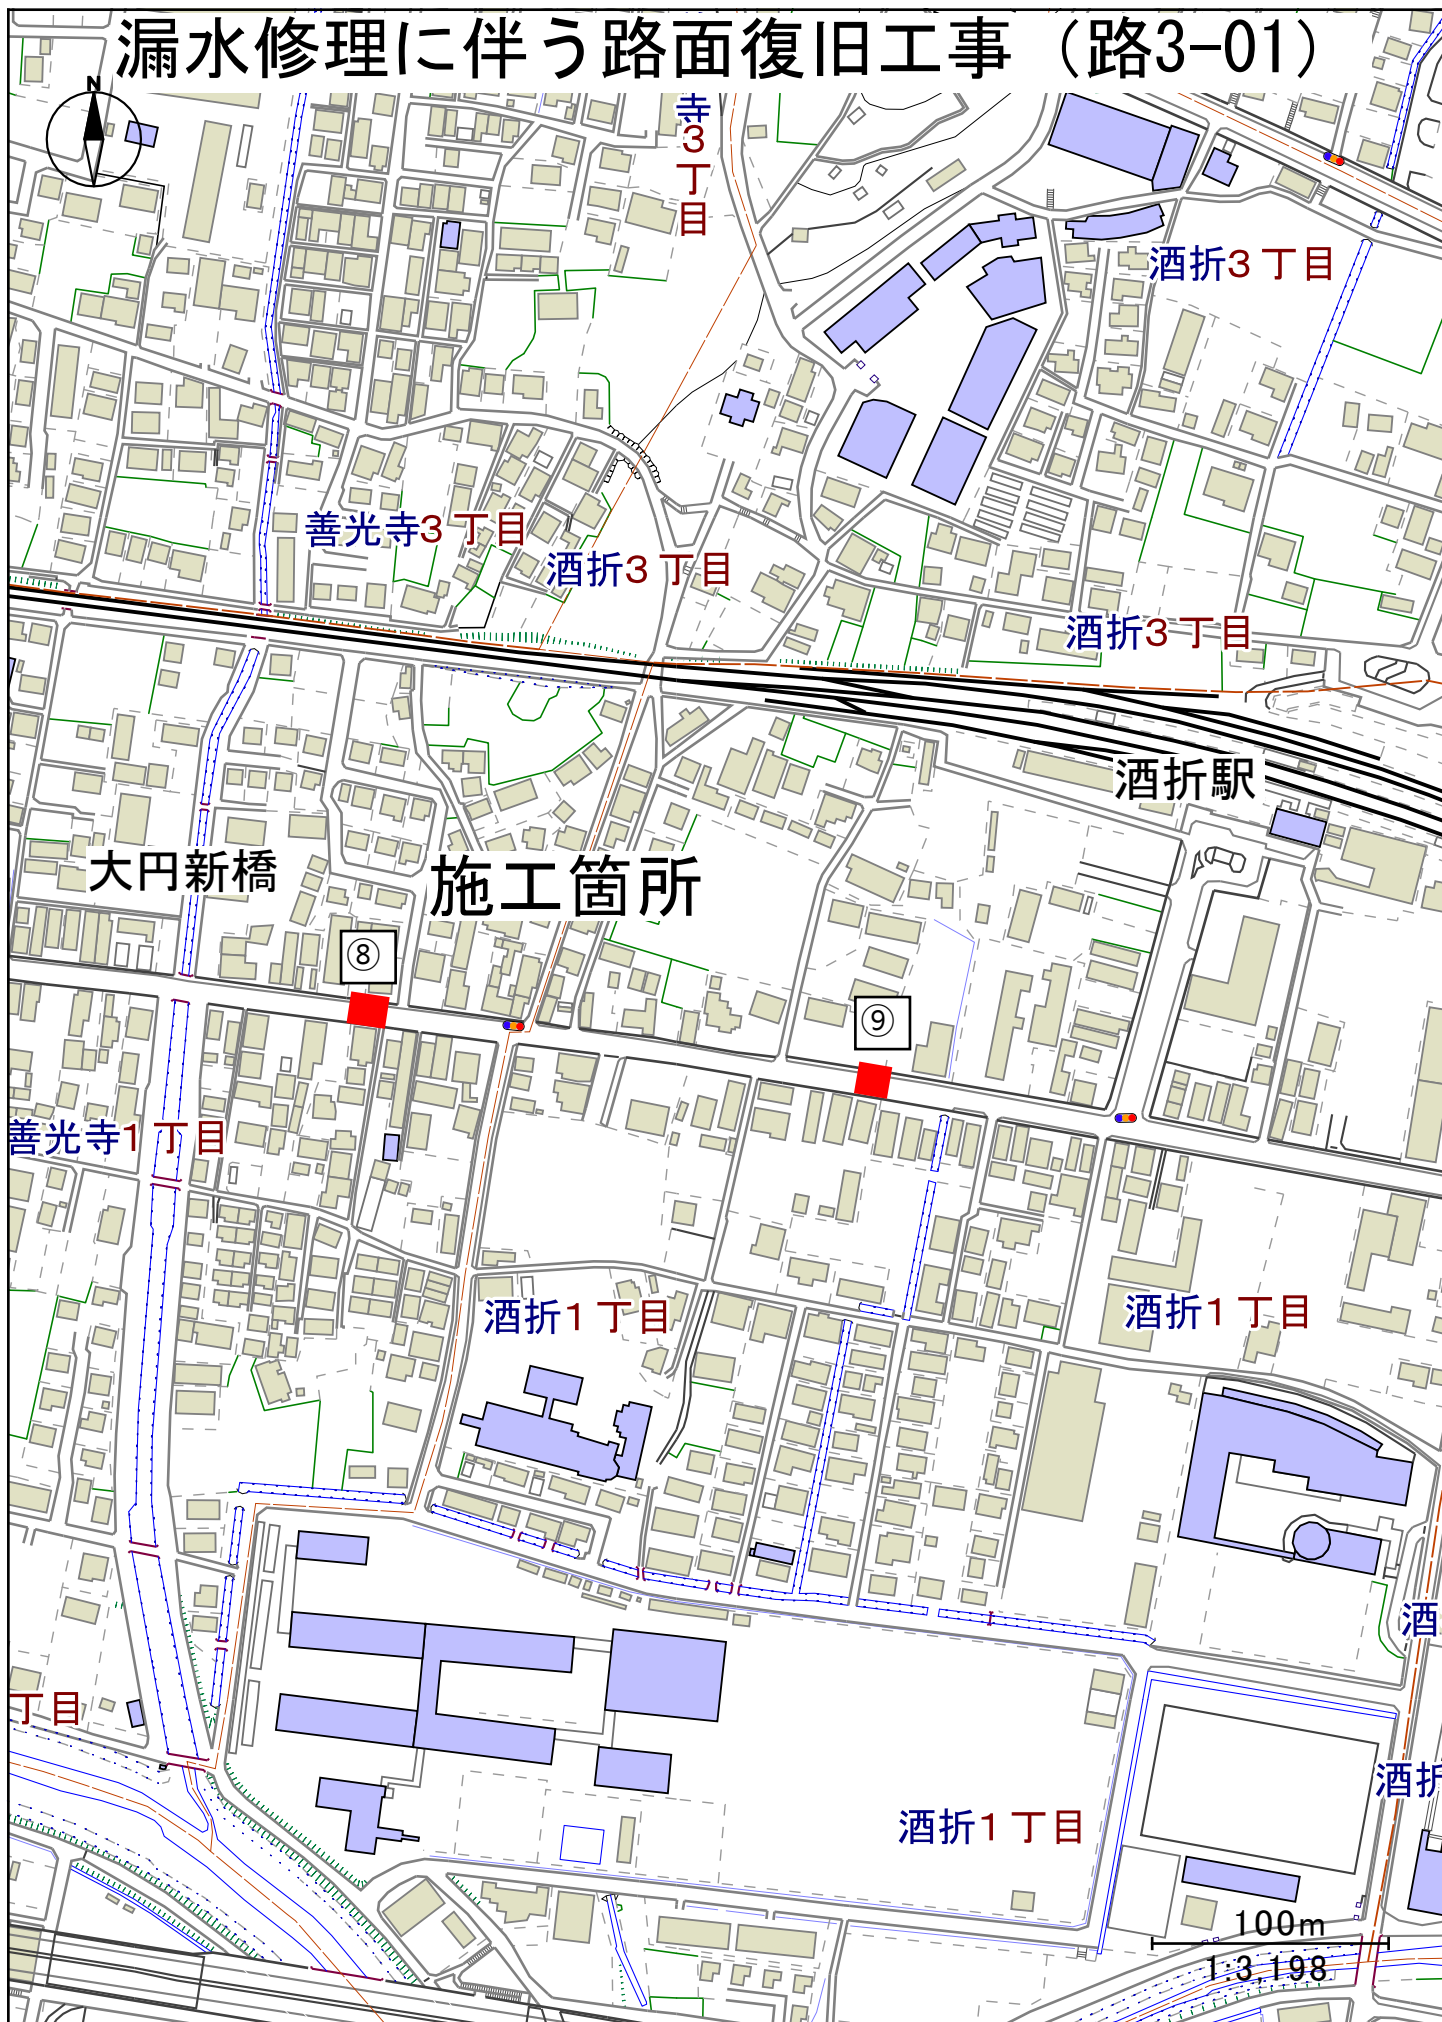 漏水修理に伴う路面復旧工事（路3-01）
N
寺3丁目
酒折3丁目
善光寺3丁目
酒折3丁目
酒折3丁目
酒折駅
大円新橋
施工箇所
⑧
⑨
善光寺1丁目
酒折1丁目
酒折1丁目
酒
丁目
酒折
酒折1丁目
100m
1:3,198